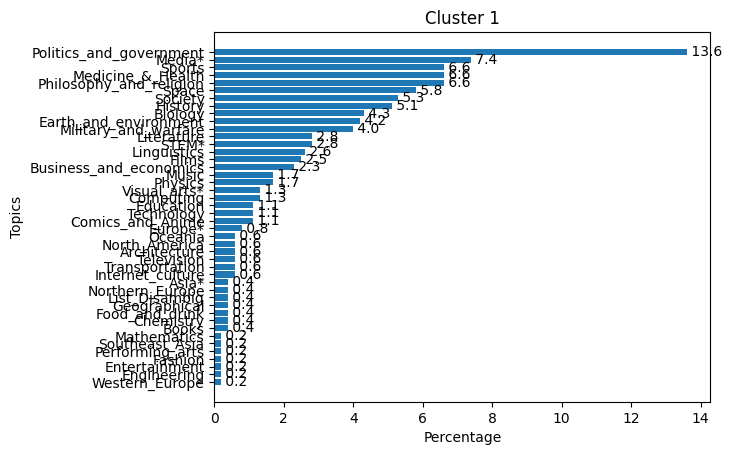 Cluster 1
Topics
Politics_and_government 13.6
Media* 7.4
Sports 6.6
Medicine_&_Health 6.6
Philosophy_and_religion 6.6
Space 5.8
Society 5.3
History 5.1
Biology 4.3
Earth_and_environment 4.2
Military_and_warfare 4.0
Literature 2.8
STEM* 2.8
Linguistics 2.6
Films 2.5
Business_and_economics 2.3
Music 1.7
Physics 1.7
Visual_arts* 1.3
Computing 1.3
Education 1.1
Technology 1.1
Comics_and_Anime 1.1
Europe* 0.8
Oceania 0.6
North_America 0.6
Architecture 0.6
Television 0.6
Transportation 0.6
Internet_culture 0.6
Asia* 0.4
Northern_Europe 0.4
List_Disambig 0.4
Geographical 0.4
Food_and_drink 0.4
Chemistry 0.4
Books 0.4
Mathematics 0.2
Southeast_Asia 0.2
Performing_arts 0.2
Fashion 0.2
Entertainment 0.2
Engineering 0.2
Western_Europe 0.2
0 2 4 6 8 10 12 14
Percentage